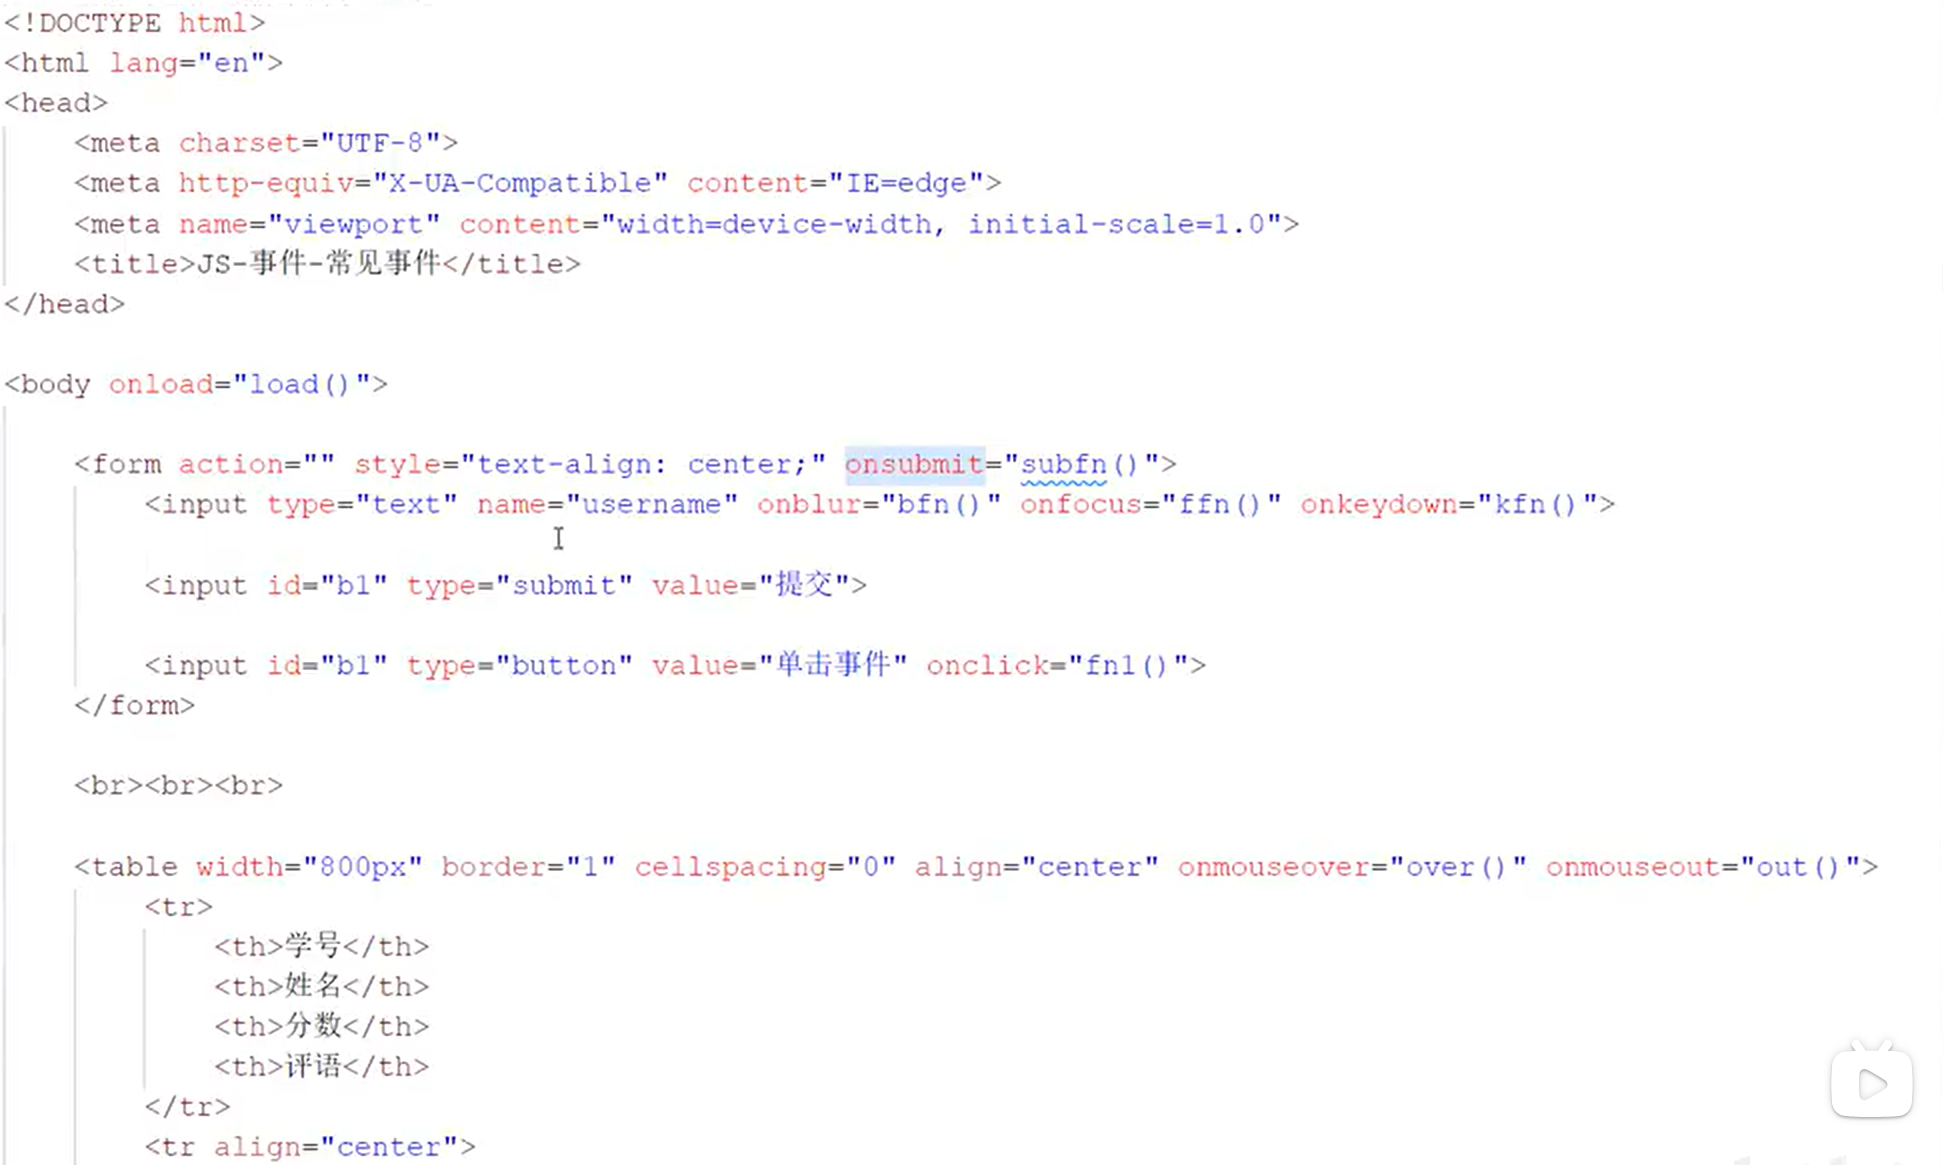 <!DOCTYPE html>
<html lang="en">
<head>
<meta charset="UTF-8">
<meta http-equiv="X-UA-Compatible" content="IE=edge">
<meta name="viewport" content="width=device-width, initial-scale=1.0">
<title>JS-事件-常见事件</title>
</head>
<body onload="load()">
<form action="" style="text-align: center;" onsubmit="subfn()">
<input type="text" name="username" onblur="bfn()" onfocus="ffn()" onkeydown="kfn()">
<input id="b1" type="submit" value="提交">
<input id="b1" type="button" value="单击事件" onclick="fn1()">
</form>
<br><br><br>
<table width="800px" border="1" cellspacing="0" align="center" onmouseover="over()" onmouseout="out()">
<tr>
<th>学号</th>
<th>姓名</th>
<th>分数</th>
<th>评语</th>
</tr>
<tr align="center">